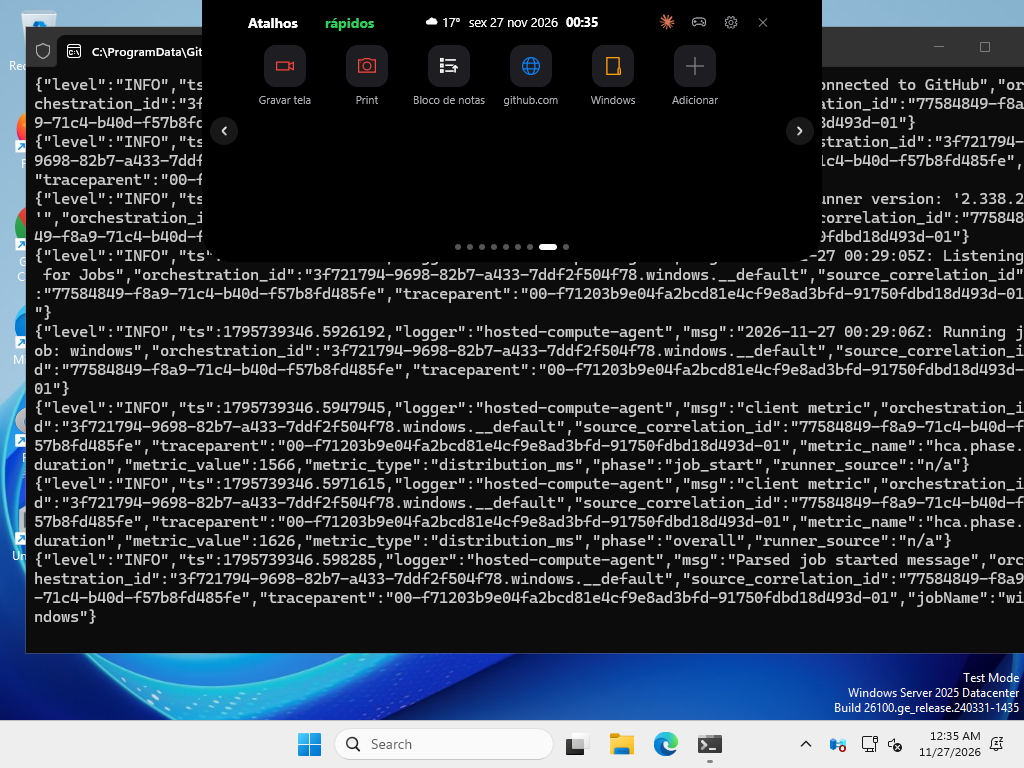 Atalhos rápidos 17° sex 27 nov 2026 00:35
Gravar tela Print Bloco de notas github.com Windows Adicionar
C:\ProgramData\Git
{"level":"INFO","ts onnected to GitHub","or
chestration_id":"3f _id":"77584849-f8a
9-71c4-b40d-f57b8fd 8d493d-01"}
{"level":"INFO","ts stration_id":"3f721794-
9698-82b7-a433-7ddf 1c4-b40d-f57b8fd485fe",
"traceparent":"00-f
{"level":"INFO","ts unner version: '2.338.2
'","orchestration_i correlation_id":"77584
49-f8a9-71c4-b40d-f 0fdbd18d493d-01"}
{"level":"INFO","ts 27 00:29:05Z: Listening
for Jobs","orchestration_id":"3f721794-9698-82b7-a433-7ddf2f504f78.windows.__default","source_correlation_id"
:"77584849-f8a9-71c4-b40d-f57b8fd485fe","traceparent":"00-f71203b9e04fa2bcd81e4cf9e8ad3bfd-91750fdbd18d493d-01
"}
{"level":"INFO","ts":1795739346.5926192,"logger":"hosted-compute-agent","msg":"2026-11-27 00:29:06Z: Running j
ob: windows","orchestration_id":"3f721794-9698-82b7-a433-7ddf2f504f78.windows.__default","source_correlation_i
d":"77584849-f8a9-71c4-b40d-f57b8fd485fe","traceparent":"00-f71203b9e04fa2bcd81e4cf9e8ad3bfd-91750fdbd18d493d-
01"}
{"level":"INFO","ts":1795739346.5947945,"logger":"hosted-compute-agent","msg":"client metric","orchestration_i
d":"3f721794-9698-82b7-a433-7ddf2f504f78.windows.__default","source_correlation_id":"77584849-f8a9-71c4-b40d-f
57b8fd485fe","traceparent":"00-f71203b9e04fa2bcd81e4cf9e8ad3bfd-91750fdbd18d493d-01","metric_name":"hca.phase.
duration","metric_value":1566,"metric_type":"distribution_ms","phase":"job_start","runner_source":"n/a"}
{"level":"INFO","ts":1795739346.5971615,"logger":"hosted-compute-agent","msg":"client metric","orchestration_i
d":"3f721794-9698-82b7-a433-7ddf2f504f78.windows.__default","source_correlation_id":"77584849-f8a9-71c4-b40d-f
57b8fd485fe","traceparent":"00-f71203b9e04fa2bcd81e4cf9e8ad3bfd-91750fdbd18d493d-01","metric_name":"hca.phase.
duration","metric_value":1626,"metric_type":"distribution_ms","phase":"overall","runner_source":"n/a"}
{"level":"INFO","ts":1795739346.598285,"logger":"hosted-compute-agent","msg":"Parsed job started message","orc
hestration_id":"3f721794-9698-82b7-a433-7ddf2f504f78.windows.__default","source_correlation_id":"77584849-f8a9
-71c4-b40d-f57b8fd485fe","traceparent":"00-f71203b9e04fa2bcd81e4cf9e8ad3bfd-91750fdbd18d493d-01","jobName":"wi
ndows"}
Test Mode
Windows Server 2025 Datacenter
Build 26100.ge_release.240331-1435
Search
12:35 AM
11/27/2026